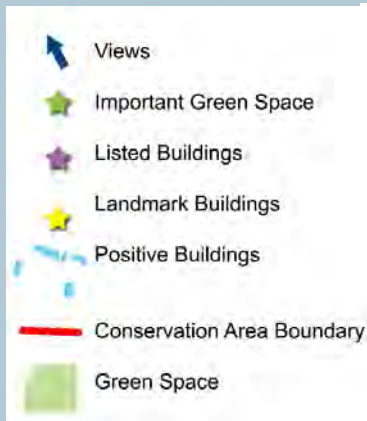 Views
Important Green Space
Listed Buildings
Landmark Buildings
Positive Buildings
Conservation Area Boundary
Green Space